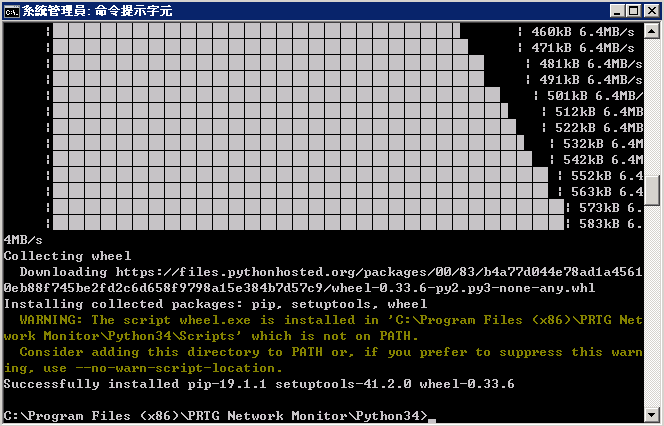 系統管理員: 命令提示字元
| 460kB 6.4MB/s
| 471kB 6.4MB/s
| 481kB 6.4MB/s
| 491kB 6.4MB/s
| 501kB 6.4MB/
| 512kB 6.4MB
| 522kB 6.4MB
| 532kB 6.4M
| 542kB 6.4M
| 552kB 6.4
| 563kB 6.4
| 573kB 6.
| 583kB 6.
4MB/s
Collecting wheel
Downloading https://files.pythonhosted.org/packages/00/83/b4a77d044e78ad1a4561
0eb88f745be2fd2c6d658f9798a15e384b7d57c9/wheel-0.33.6-py2.py3-none-any.whl
Installing collected packages: pip, setuptools, wheel
WARNING: The script wheel.exe is installed in 'C:\Program Files (x86)\PRTG Net
work Monitor\Python34\Scripts' which is not on PATH.
Consider adding this directory to PATH or, if you prefer to suppress this warn
ing, use --no-warn-script-location.
Successfully installed pip-19.1.1 setuptools-41.2.0 wheel-0.33.6
C:\Program Files (x86)\PRTG Network Monitor\Python34>_